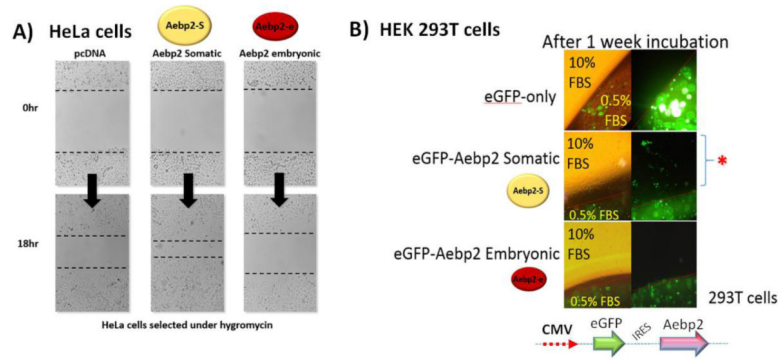 A) HeLa cells
Aebp2-S
Aebp2-e
pcDNA
Aebp2 Somatic
Aebp2 embryonic
0hr
18hr
HeLa cells selected under hygromycin
B) HEK 293T cells
After 1 week incubation
eGFP-only
10%
FBS
0.5%
FBS
eGFP-Aebp2 Somatic
Aebp2-S
10%
FBS
0.5% FBS
*
eGFP-Aebp2 Embryonic
Aebp2-e
10%
FBS
0.5% FBS
293T cells
CMV
eGFP
IRES
Aebp2